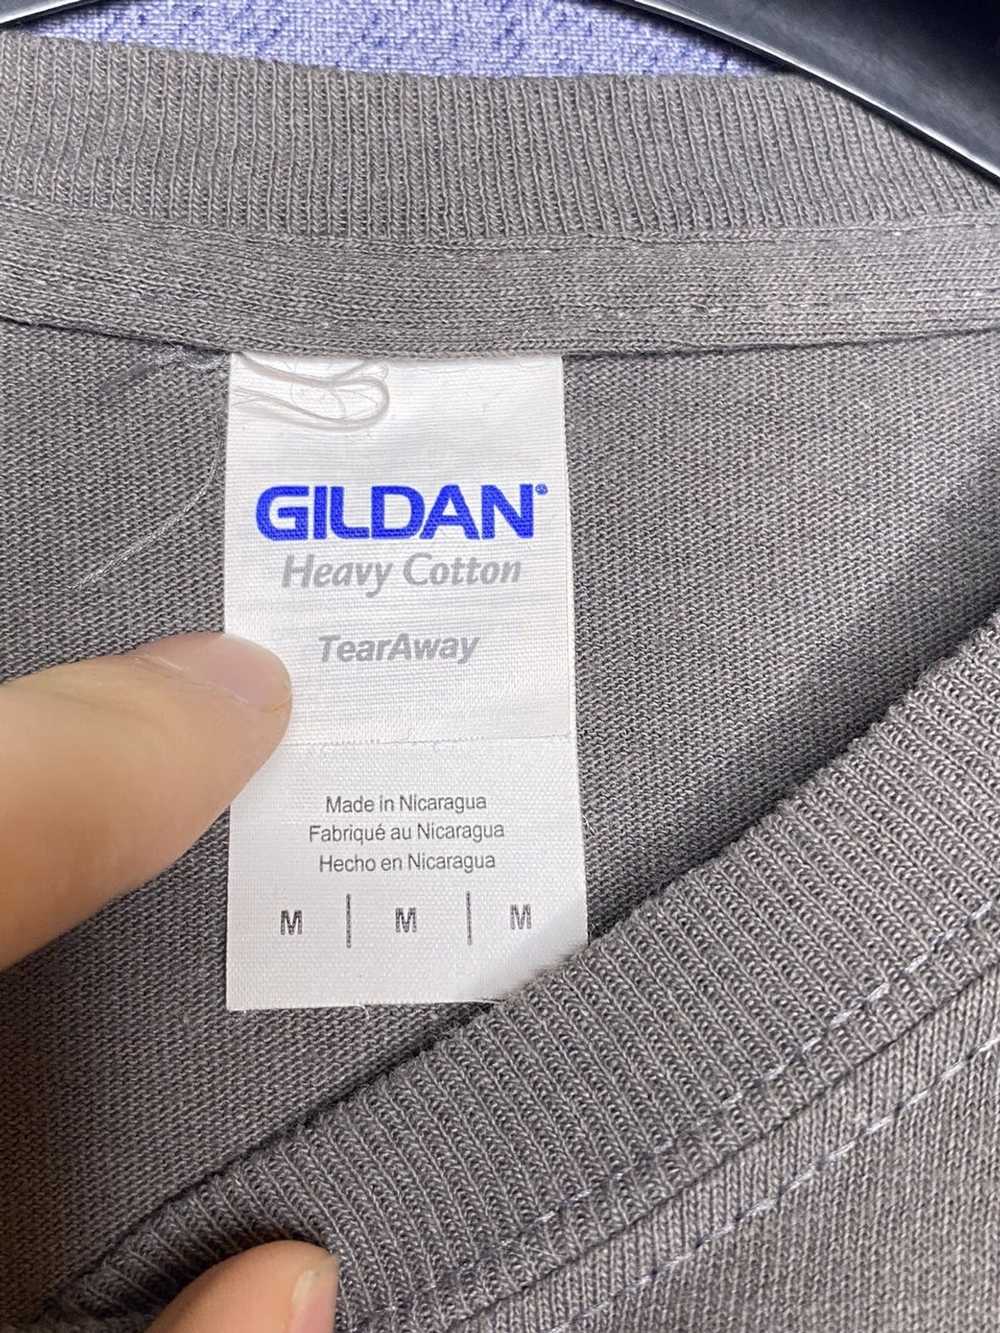 GILDAN®
Heavy Cotton
TearAway
Made in Nicaragua
Fabriqué au Nicaragua
Hecho en Nicaragua
M | M | M